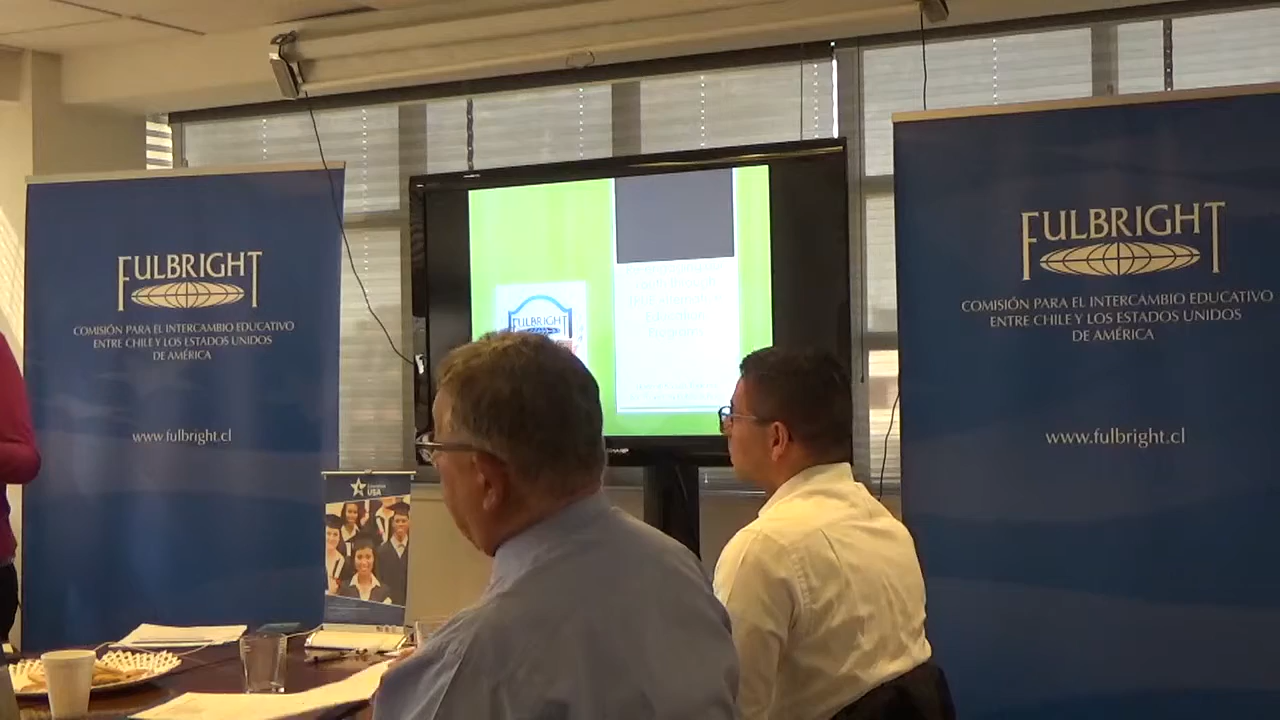 FULBRIGHT
COMISIÓN PARA EL INTERCAMBIO EDUCATIVO
ENTRE CHILE Y LOS ESTADOS UNIDOS
DE AMÉRICA
www.fulbright.cl
FULBRIGHT
USA
FULBRIGHT
COMISIÓN PARA EL INTERCAMBIO EDUCATIVO
ENTRE CHILE Y LOS ESTADOS UNIDOS
DE AMÉRICA
www.fulbright.cl